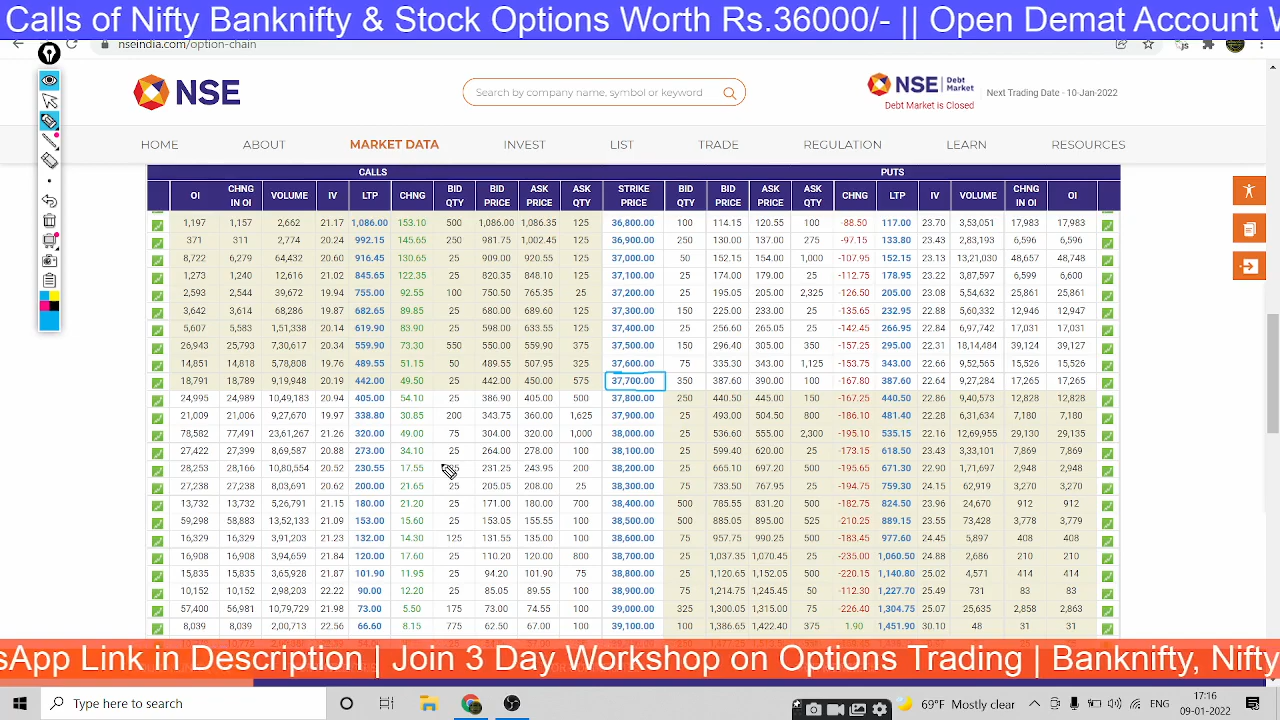 Calls of Nifty Banknifty & Stock Options Worth Rs.36000/- || Open Demat Account W
nseindia.com/option-chain
NSE
Search by company name, symbol or keyword
NSE Debt Market
Debt Market is Closed
Next Trading Date - 10-Jan-2022
HOME ABOUT MARKET DATA INVEST LIST TRADE REGULATION LEARN RESOURCES
CALLS PUTS
OI CHNG IN OI VOLUME IV LTP CHNG BID QTY BID PRICE ASK PRICE ASK QTY STRIKE PRICE BID QTY BID PRICE ASK PRICE ASK QTY CHNG LTP IV VOLUME CHNG IN OI OI
1,197 1,157 2,662 21.17 1,086.00 153.10 500 1,086.00 1,086.35 125 36,800.00 100 114.15 120.55 100 -88.50 117.00 23.70 3,53,051 17,983 17,983
371 311 2,774 20.24 992.15 145.65 250 981.75 1,002.45 125 36,900.00 250 130.00 137.00 275 -97.15 133.80 23.43 2,83,193 6,596 6,596
8,722 6,279 64,432 20.60 916.45 130.65 25 909.00 920.55 125 37,000.00 50 152.15 154.00 1,000 -107.95 152.15 23.13 13,21,030 48,657 48,748
1,273 1,240 12,616 21.02 845.65 122.35 25 820.35 848.00 125 37,100.00 25 174.00 179.00 25 -112.75 178.95 23.22 3,87,297 6,599 6,600
2,593 2,544 39,672 19.94 755.00 92.55 100 750.50 765.35 25 37,200.00 25 195.05 205.00 2,325 -126.50 205.00 23.08 5,54,632 25,861 25,861
3,642 3,614 68,286 19.87 682.65 89.85 25 680.00 689.60 125 37,300.00 150 225.00 233.00 25 -135.65 232.95 22.88 5,60,332 12,946 12,947
5,607 5,583 1,51,338 20.14 619.90 83.90 25 598.00 633.55 125 37,400.00 25 256.60 265.05 25 -142.45 266.95 22.84 6,97,742 17,031 17,031
26,943 25,793 7,30,617 20.34 559.90 73.30 550 550.00 559.90 375 37,500.00 150 296.40 305.00 350 -157.25 295.00 22.31 18,14,484 39,124 39,127
14,851 14,818 5,78,808 19.76 489.55 51.15 50 489.55 507.95 325 37,600.00 75 335.30 343.00 1,125 -153.75 343.00 22.66 9,52,565 15,526 15,526
18,791 18,789 9,19,948 20.15 442.00 49.50 25 442.00 450.00 575 37,700.00 350 387.60 390.00 100 -167.80 387.60 22.64 9,27,284 17,265 17,265
24,995 24,989 10,49,183 20.94 405.00 54.10 25 386.90 405.00 500 37,800.00 250 440.50 445.00 150 -167.25 440.50 22.86 9,40,573 12,828 12,828
21,009 21,006 9,27,670 19.97 338.80 30.85 200 343.75 360.00 1,625 37,900.00 25 493.00 504.50 800 -186.10 481.40 22.28 6,31,634 7,180 7,180
78,582 77,491 23,61,267 21.26 320.00 49.00 75 304.00 320.00 1,000 38,000.00 100 536.60 555.00 2,300 -195.10 535.15 22.16 12,69,955 29,130 29,135
27,422 27,399 8,69,587 20.88 273.00 34.10 25 264.00 278.00 100 38,100.00 25 599.40 620.00 25 -173.15 618.50 22.64 3,33,101 7,869 7,869
28,253 28,166 10,80,554 20.52 230.55 17.55 231.25 243.95 200 38,200.00 25 665.10 697.20 500 -195.65 671.30 22.90 1,71,697 2,948 2,948
27,238 27,238 8,03,691 20.62 200.00 21.65 25 205.05 208.00 25 38,300.00 75 733.50 767.95 25 -194.75 759.30 24.15 62,919 3,270 3,270
13,732 13,732 5,26,791 21.15 180.00 21.20 25 171.00 180.00 700 38,400.00 500 785.55 831.20 500 -182.75 824.50 23.96 24,670 912 912
59,298 58,883 13,52,133 21.09 153.00 15.60 25 153.05 155.55 100 38,500.00 500 885.05 895.00 525 -210.25 889.15 23.55 73,428 3,778 3,779
16,329 16,329 3,91,203 21.23 132.00 14.30 125 131.55 135.00 100 38,600.00 25 957.75 990.25 500 -183.45 977.60 24.45 5,897 408 408
16,908 16,908 3,94,659 21.84 120.00 17.60 25 110.20 120.00 800 38,700.00 25 1,037.35 1,070.45 25 -235.00 1,060.50 24.88 2,686 210 210
15,835 15,835 3,65,928 21.87 101.90 11.95 25 94.20 101.90 75 38,800.00 25 1,120.65 1,152.05 500 -220.15 1,140.80 25.02 4,571 414 414
10,152 10,152 2,98,203 22.22 90.00 12.20 25 85.05 89.55 100 38,900.00 75 1,214.75 1,245.45 50 -112.30 1,227.70 25.49 731 83 83
57,400 56,981 10,79,729 21.98 73.00 5.50 175 73.00 74.55 100 39,000.00 325 1,300.05 1,315.00 75 -226.40 1,304.75 25.07 25,635 2,858 2,863
8,039 8,039 2,00,713 22.56 66.60 8.15 775 62.50 67.00 100 39,100.00 100 1,386.65 1,422.40 375 1.90 1,451.90 30.10 48 31 31
sApp Link in Description | Join 3 Day Workshop on Options Trading | Banknifty, Nifty
Type here to search
69°F Mostly clear
17:16
09-01-2022